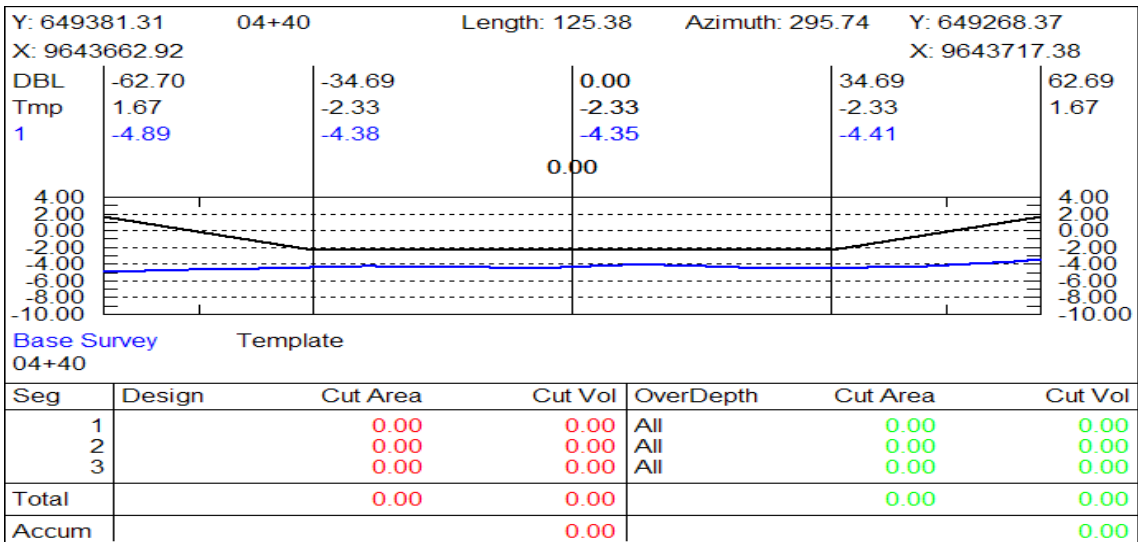 Y: 649381.31 04+40 Length: 125.38 Azimuth: 295.74 Y: 649268.37
X: 9643662.92 X: 9643717.38
DBL -62.70 -34.69 0.00 34.69 62.69
Tmp 1.67 -2.33 -2.33 -2.33 1.67
1 -4.89 -4.38 -4.35 -4.41
0.00
4.00 4.00
2.00 2.00
0.00 0.00
-2.00 -2.00
-4.00 -4.00
-6.00 -6.00
-8.00 -8.00
-10.00 -10.00
Base Survey Template
04+40
Seg Design Cut Area Cut Vol OverDepth Cut Area Cut Vol
1 0.00 0.00 All 0.00 0.00
2 0.00 0.00 All 0.00 0.00
3 0.00 0.00 All 0.00 0.00
Total 0.00 0.00 0.00 0.00
Accum 0.00 0.00